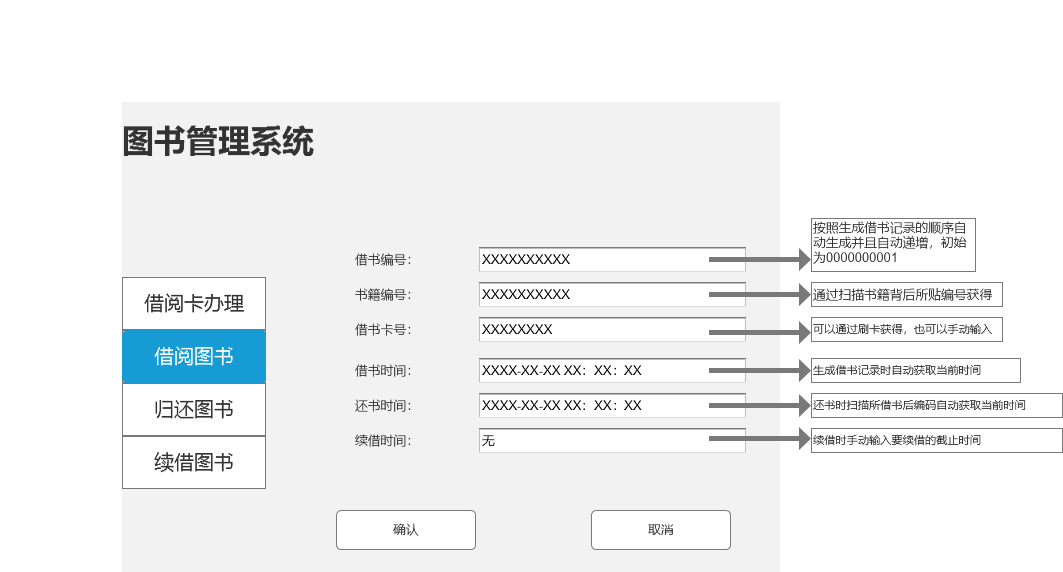 图书管理系统
借阅卡办理
借阅图书
归还图书
续借图书
借书编号：
XXXXXXXXXX
按照生成借书记录的顺序自
动生成并且自动递增，初始
为0000000001
书籍编号：
XXXXXXXXXX
通过扫描书籍背后所贴编号获得
借书卡号：
XXXXXXXX
可以通过刷卡获得，也可以手动输入
借书时间：
XXXX-XX-XX XX：XX：XX
生成借书记录时自动获取当前时间
还书时间：
XXXX-XX-XX XX：XX：XX
还书时扫描所借书后编码自动获取当前时间
续借时间：
无
续借时手动输入要续借的截止时间
确认
取消